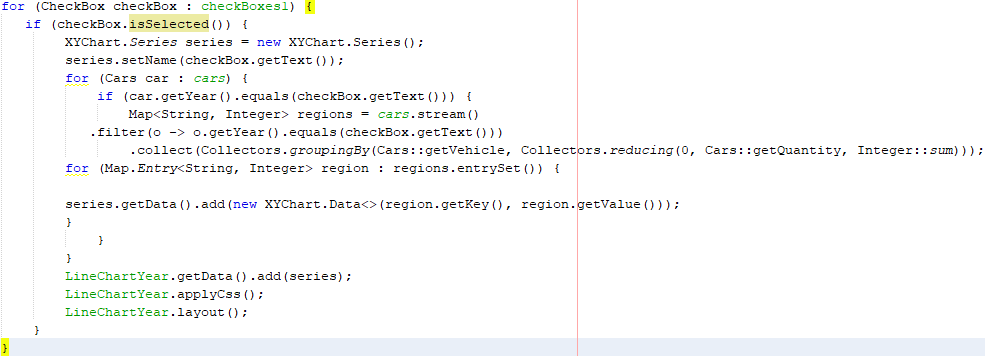 for (CheckBox checkBox : checkBoxes1) {
if (checkBox.isSelected()) {
XYChart.Series series = new XYChart.Series();
series.setName(checkBox.getText());
for (Cars car : cars) {
if (car.getYear().equals(checkBox.getText())) {
Map<String, Integer> regions = cars.stream()
.filter(o -> o.getYear().equals(checkBox.getText()))
.collect(Collectors.groupingBy(Cars::getVehicle, Collectors.reducing(0, Cars::getQuantity, Integer::sum)));
for (Map.Entry<String, Integer> region : regions.entrySet()) {
series.getData().add(new XYChart.Data<>(region.getKey(), region.getValue()));
}
}
}
LineChartYear.getData().add(series);
LineChartYear.applyCss();
LineChartYear.layout();
}
}